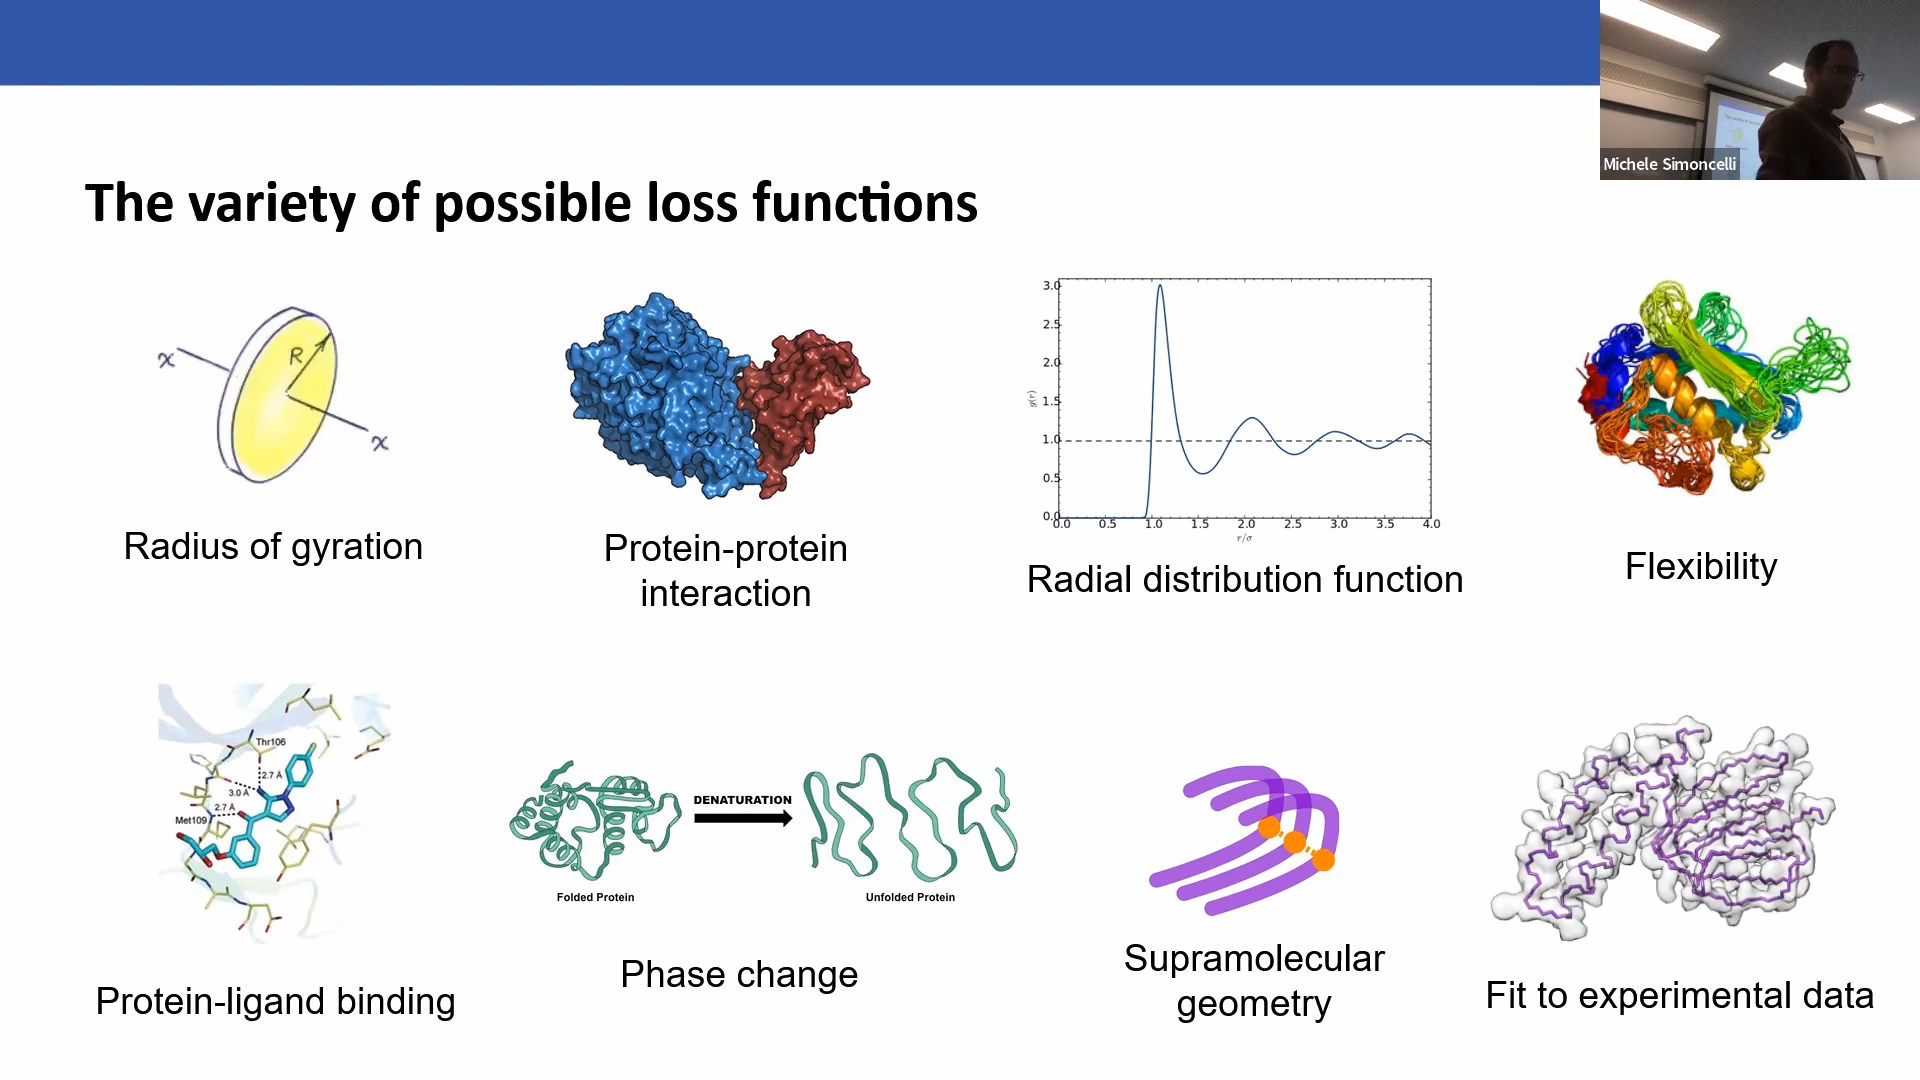 Michele Simoncelli
The variety of possible loss functions
x
R
x
Radius of gyration
Protein-protein
interaction
3.0
2.5
2.0
1.5
1.0
0.5
0.0
g(r)
0.0 0.5 1.0 1.5 2.0 2.5 3.0 3.5 4.0
r/σ
Radial distribution function
Flexibility
Thr106
2.7 Å
3.0 Å
2.7 Å
Met109
Protein-ligand binding
DENATURATION
Folded Protein
Unfolded Protein
Phase change
Supramolecular
geometry
Fit to experimental data